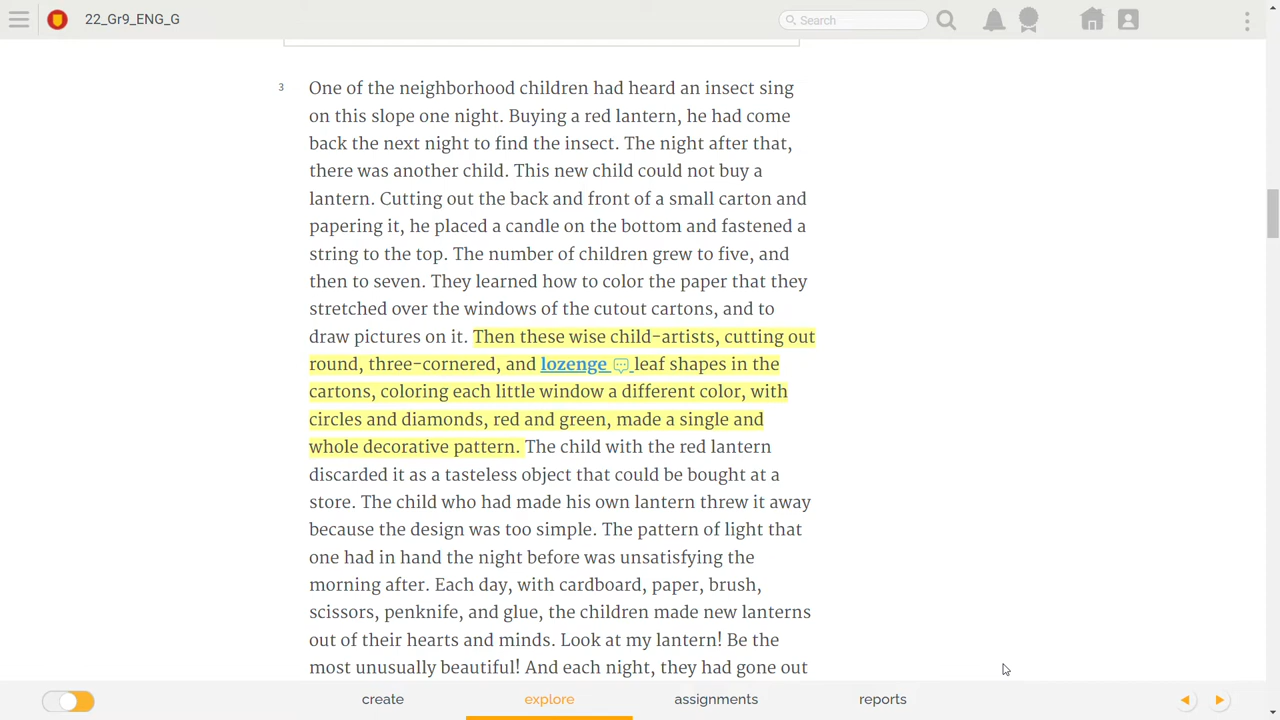 22_Gr9_ENG_G
Search
3
One of the neighborhood children had heard an insect sing
on this slope one night. Buying a red lantern, he had come
back the next night to find the insect. The night after that,
there was another child. This new child could not buy a
lantern. Cutting out the back and front of a small carton and
papering it, he placed a candle on the bottom and fastened a
string to the top. The number of children grew to five, and
then to seven. They learned how to color the paper that they
stretched over the windows of the cutout cartons, and to
draw pictures on it. Then these wise child-artists, cutting out
round, three-cornered, and lozenge leaf shapes in the
cartons, coloring each little window a different color, with
circles and diamonds, red and green, made a single and
whole decorative pattern. The child with the red lantern
discarded it as a tasteless object that could be bought at a
store. The child who had made his own lantern threw it away
because the design was too simple. The pattern of light that
one had in hand the night before was unsatisfying the
morning after. Each day, with cardboard, paper, brush,
scissors, penknife, and glue, the children made new lanterns
out of their hearts and minds. Look at my lantern! Be the
most unusually beautiful! And each night, they had gone out
create explore assignments reports